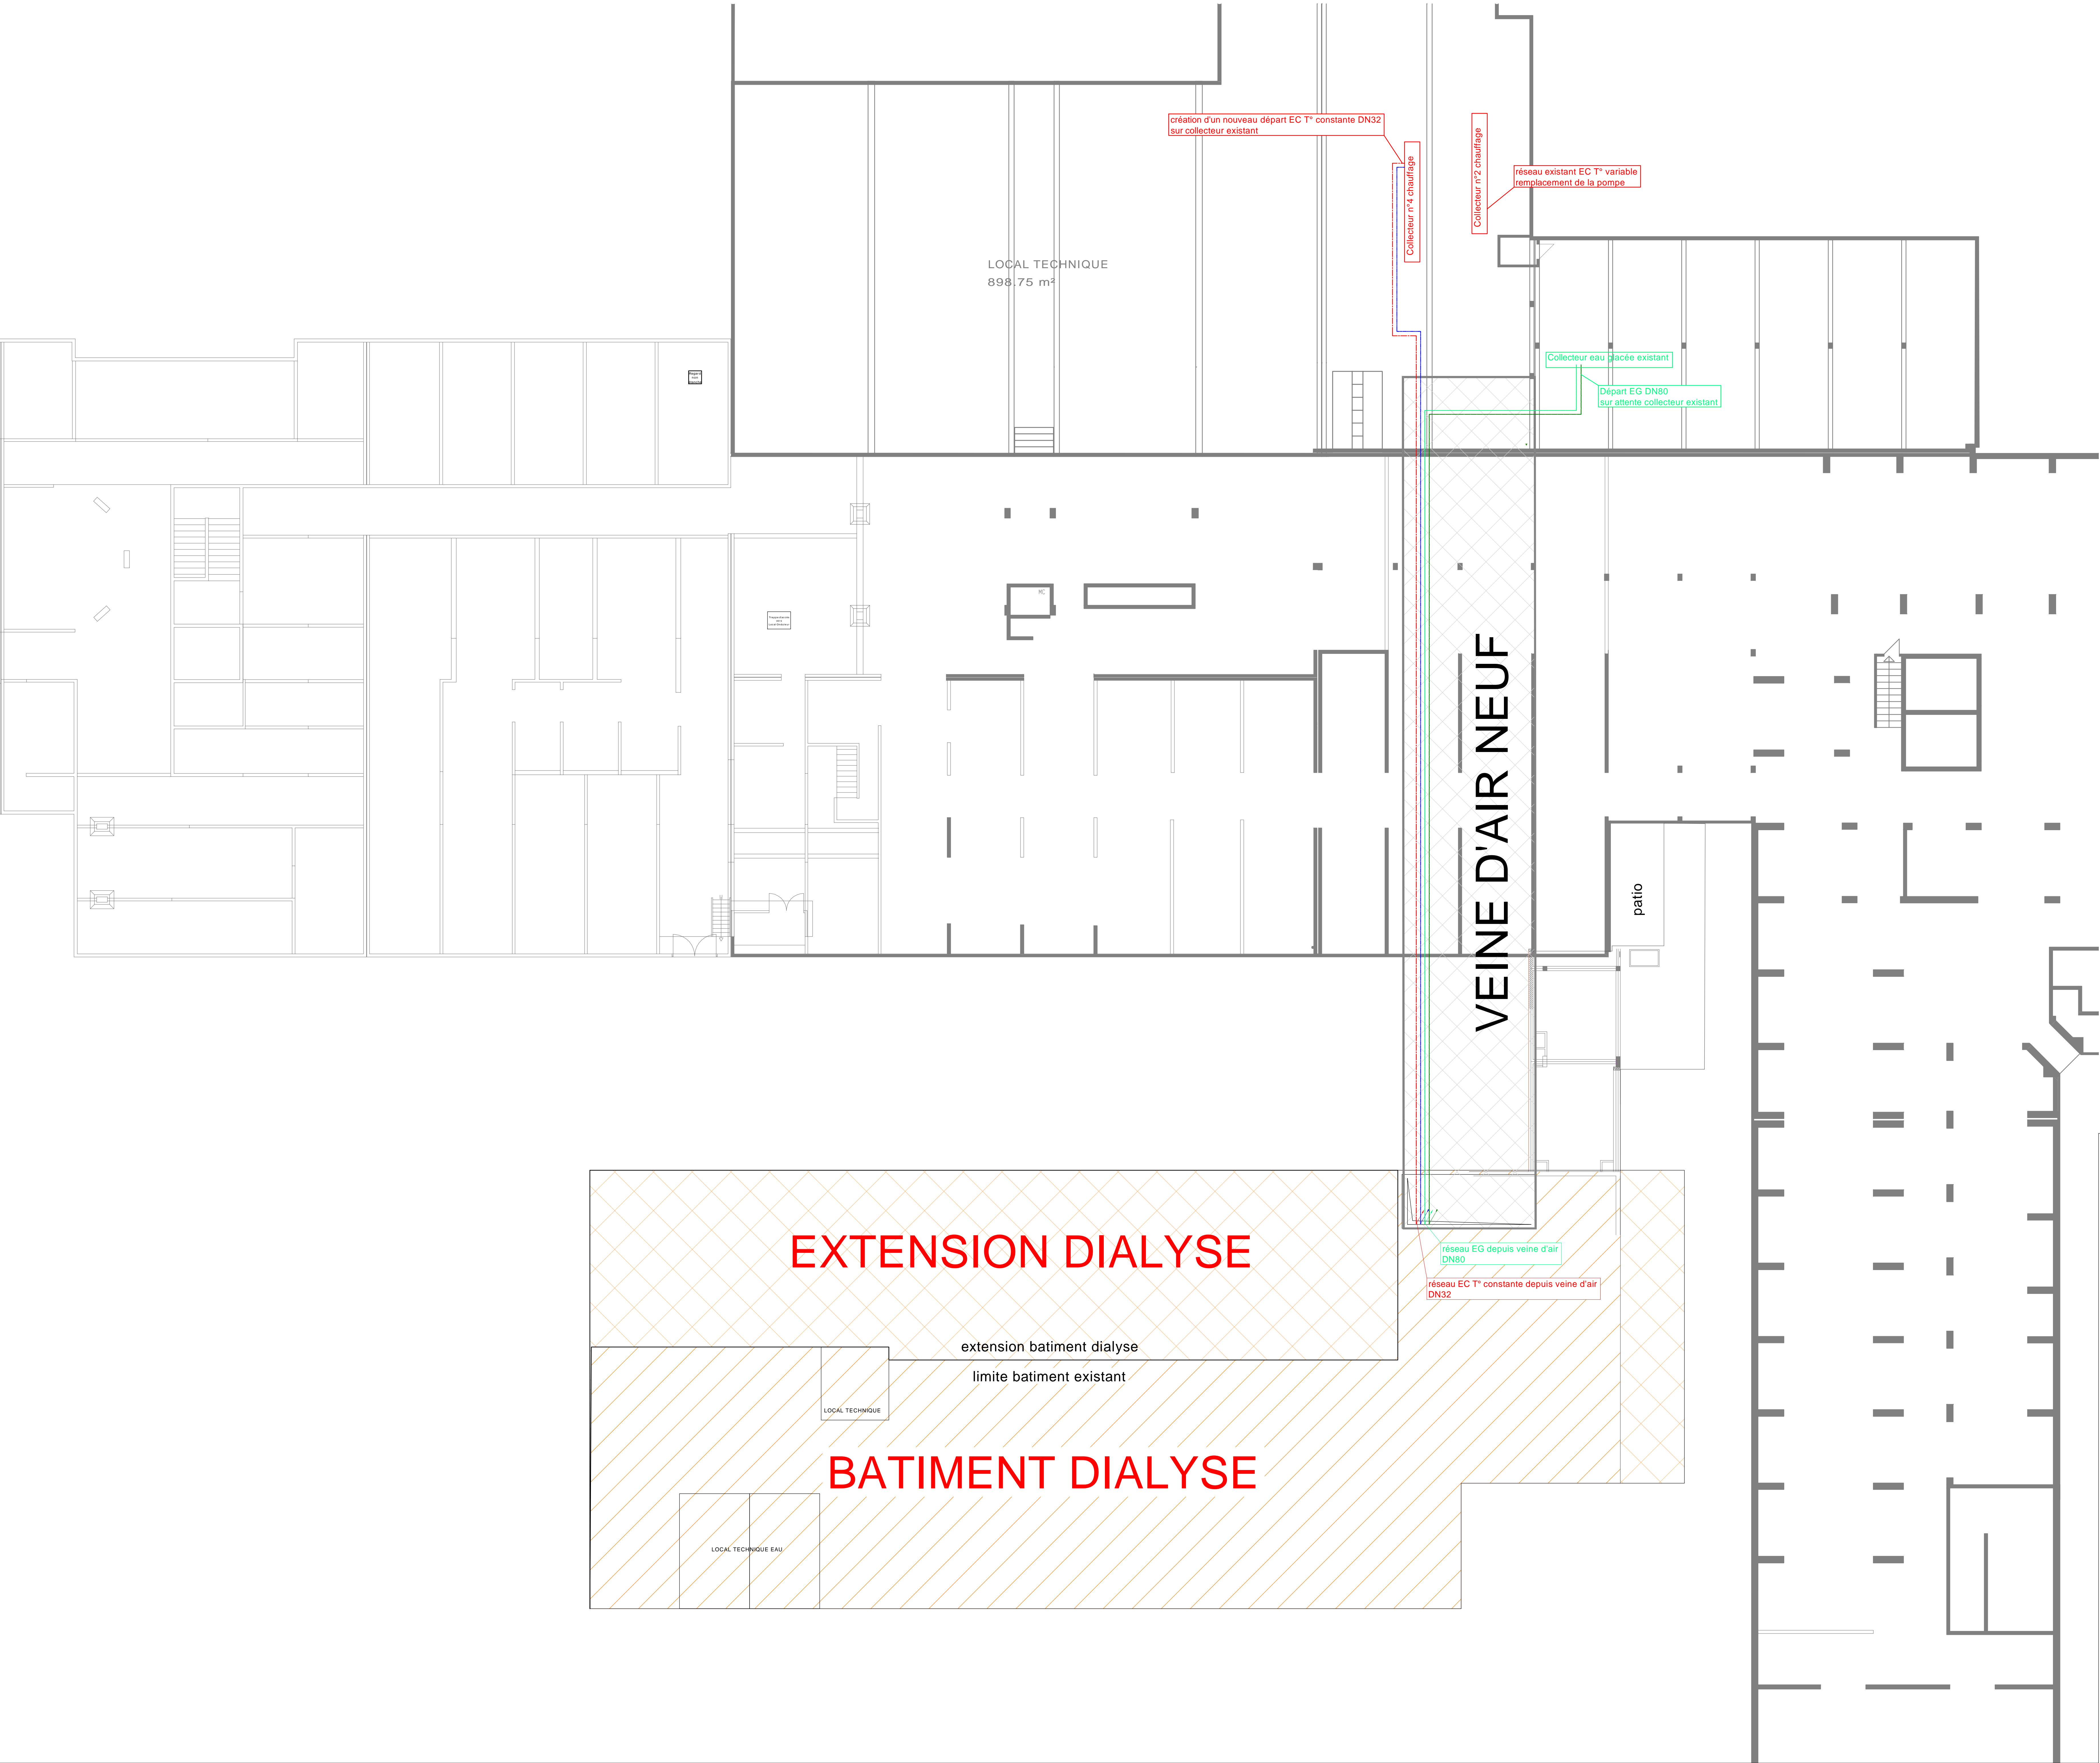 création d'un nouveau départ EC T° constante DN32
sur collecteur existant
Collecteur n°4 chauffage
Collecteur n°2 chauffage
réseau existant EC T° variable
remplacement de la pompe
LOCAL TECHNIQUE
898.75 m²
Collecteur eau glacée existant
Départ EG DN80
sur attente collecteur existant
VEINE D'AIR NEUF
patio
EXTENSION DIALYSE
réseau EG depuis veine d'air
DN80
réseau EC T° constante depuis veine d'air
DN32
extension batiment dialyse
limite batiment existant
LOCAL TECHNIQUE
BATIMENT DIALYSE
LOCAL TECHNIQUE EAU